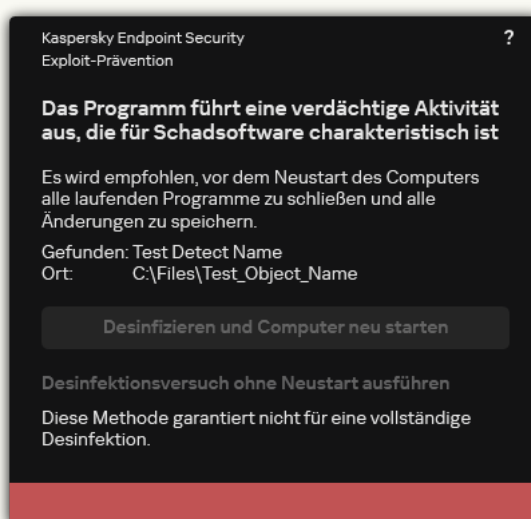 Kaspersky Endpoint Security
?
Exploit-Prävention
Das Programm führt eine verdächtige Aktivität
aus, die für Schadsoftware charakteristisch ist
Es wird empfohlen, vor dem Neustart des Computers
alle laufenden Programme zu schließen und alle
Änderungen zu speichern.
Gefunden: Test Detect Name
Ort: C:\Files\Test_Object_Name
Desinfizieren und Computer neu starten
Desinfektionsversuch ohne Neustart ausführen
Diese Methode garantiert nicht für eine vollständige
Desinfektion.